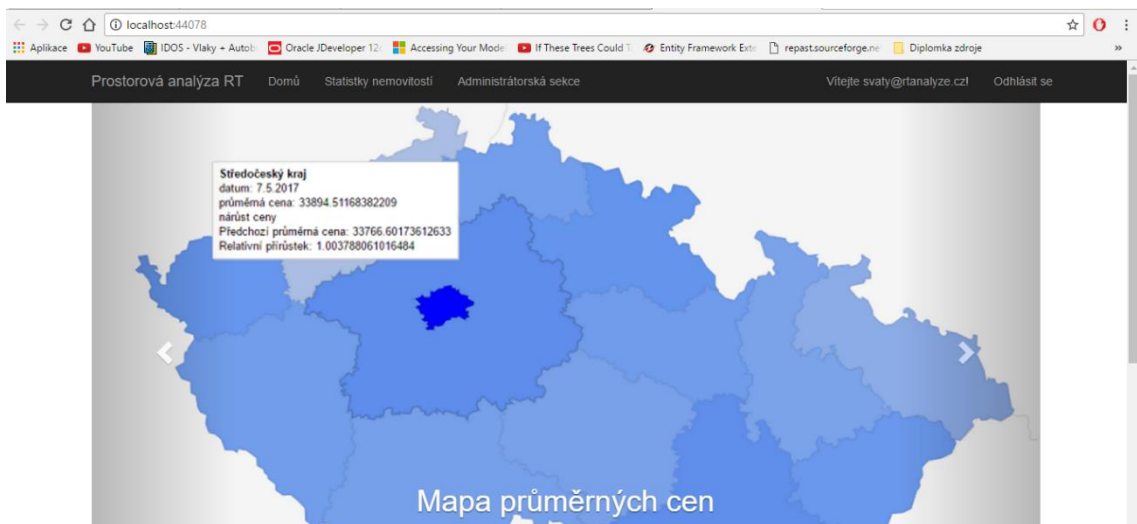 localhost:44078
Aplikace YouTube IDOS - Vlaky + Autob Oracle JDeveloper 12c Accessing Your Model If These Trees Could T Entity Framework Exte repast.sourceforge.ne Diplomka zdroje »
Prostorová analýza RT Domů Statistky nemovitostí Administrátorská sekce Vítejte svaty@rtanalyze.cz! Odhlásit se
Středočeský kraj
datum: 7.5.2017
průměrná cena: 33894.51168382209
nárůst ceny
Předchozí průměrná cena: 33766.60173612633
Relativní přírůstek: 1.003788061016484
Mapa průměrných cen